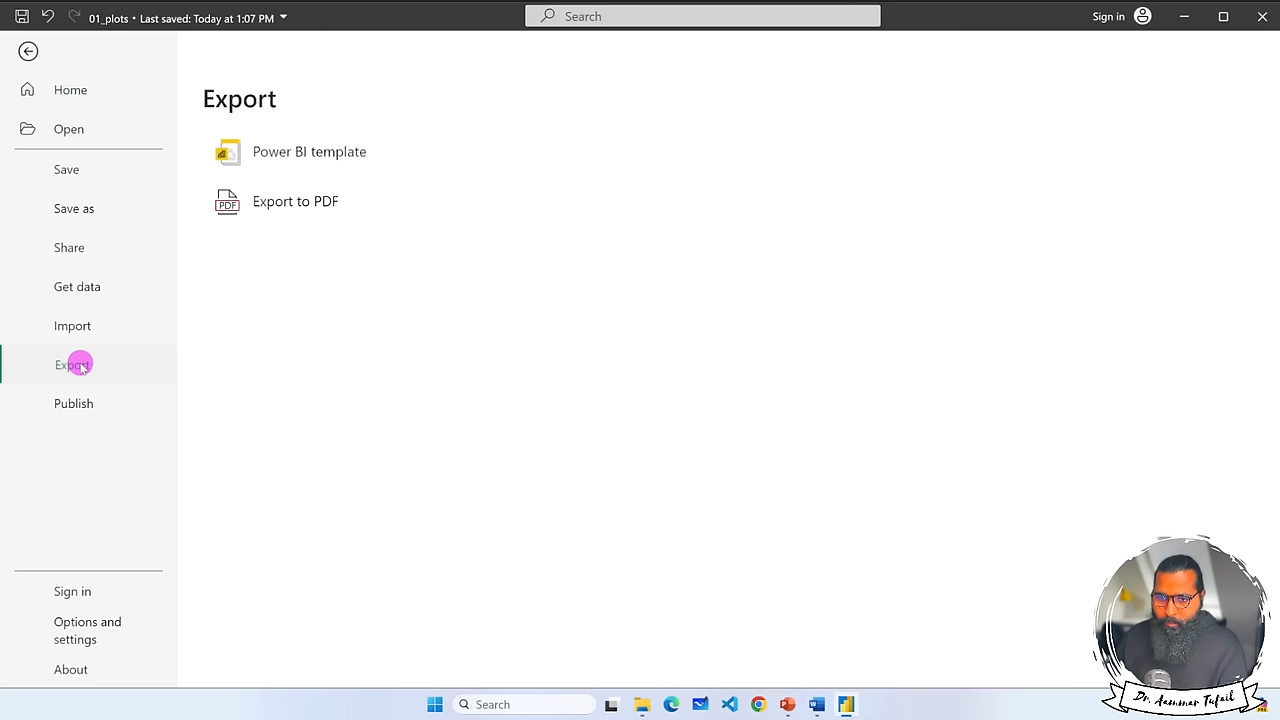 01_plots • Last saved: Today at 1:07 PM
Search
Sign in
Home
Open
Save
Save as
Share
Get data
Import
Export
Publish
Sign in
Options and
settings
About
Export
Power BI template
PDF
Export to PDF
Search
Dr. Aammar Tufail